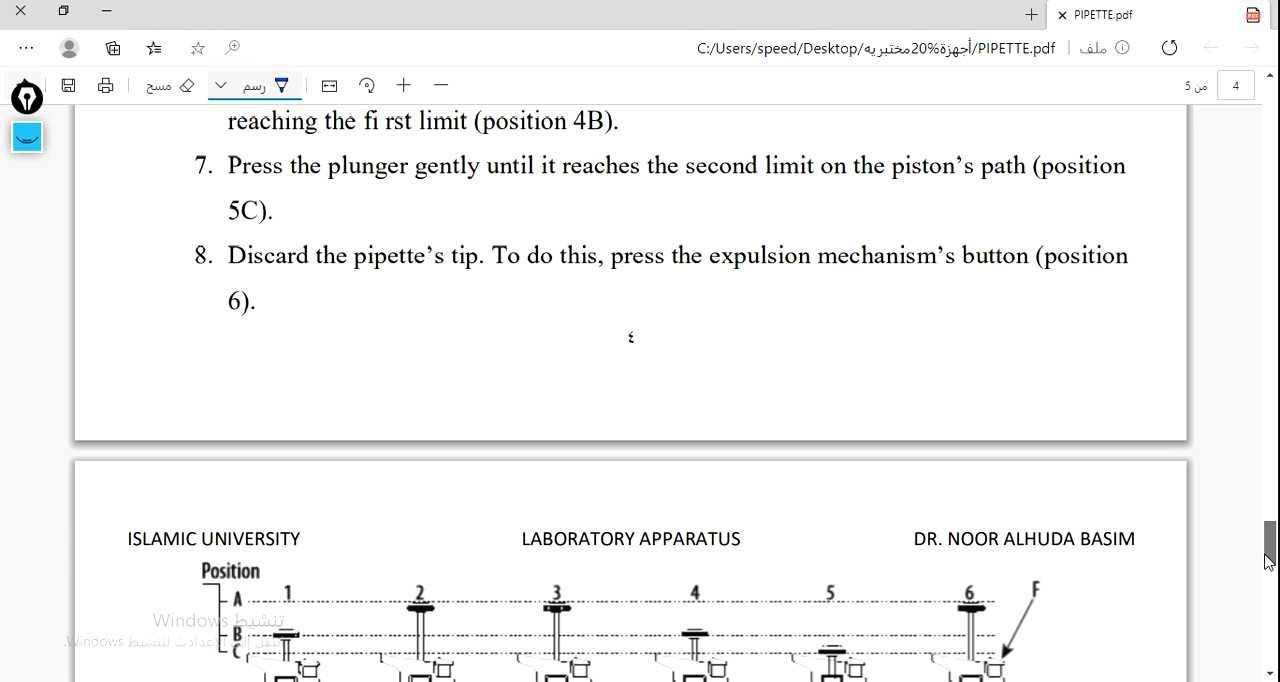 PIPETTE.pdf
C:/Users/speed/Desktop/أجهزة%20مختبريه/PIPETTE.pdf
ملف
مسح
رسم
من 5
4
reaching the fi rst limit (position 4B).
7. Press the plunger gently until it reaches the second limit on the piston’s path (position
5C).
8. Discard the pipette’s tip. To do this, press the expulsion mechanism’s button (position
6).
٤
ISLAMIC UNIVERSITY
LABORATORY APPARATUS
DR. NOOR ALHUDA BASIM
Position
1 2 3 4 5 6 F
A
B
C
تنشيط Windows
الإعدادات لتنشيط Windows.